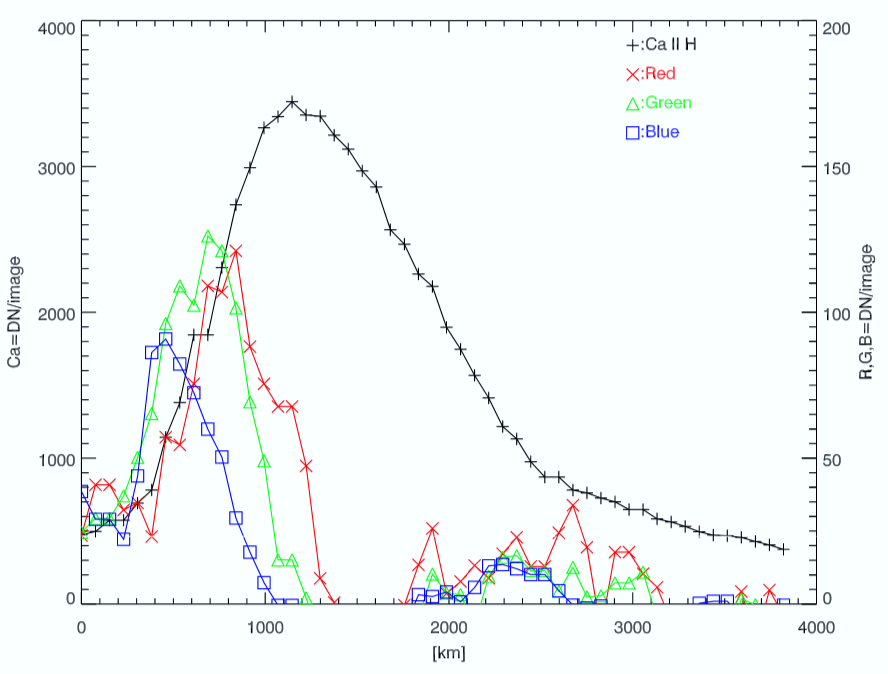 4000
3000
2000
1000
0
Ca=DN/image
200
150
100
50
0
R,G,B=DN/image
+:Ca II H
×:Red
△:Green
□:Blue
0
1000
2000
3000
4000
[km]